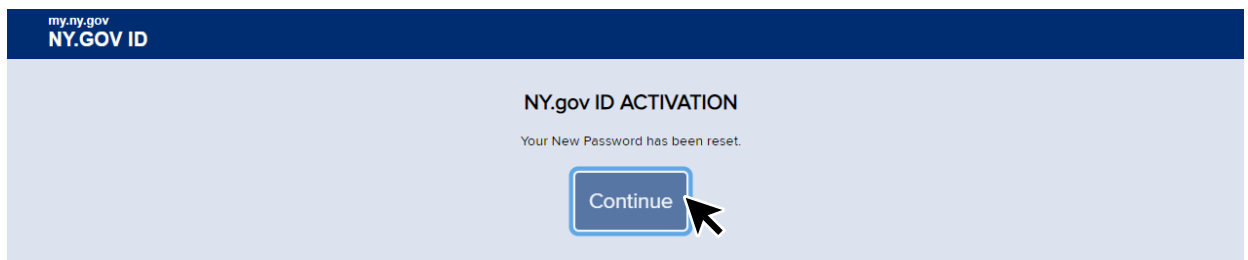 my.ny.gov
NY.GOV ID
NY.gov ID ACTIVATION
Your New Password has been reset.
Continue